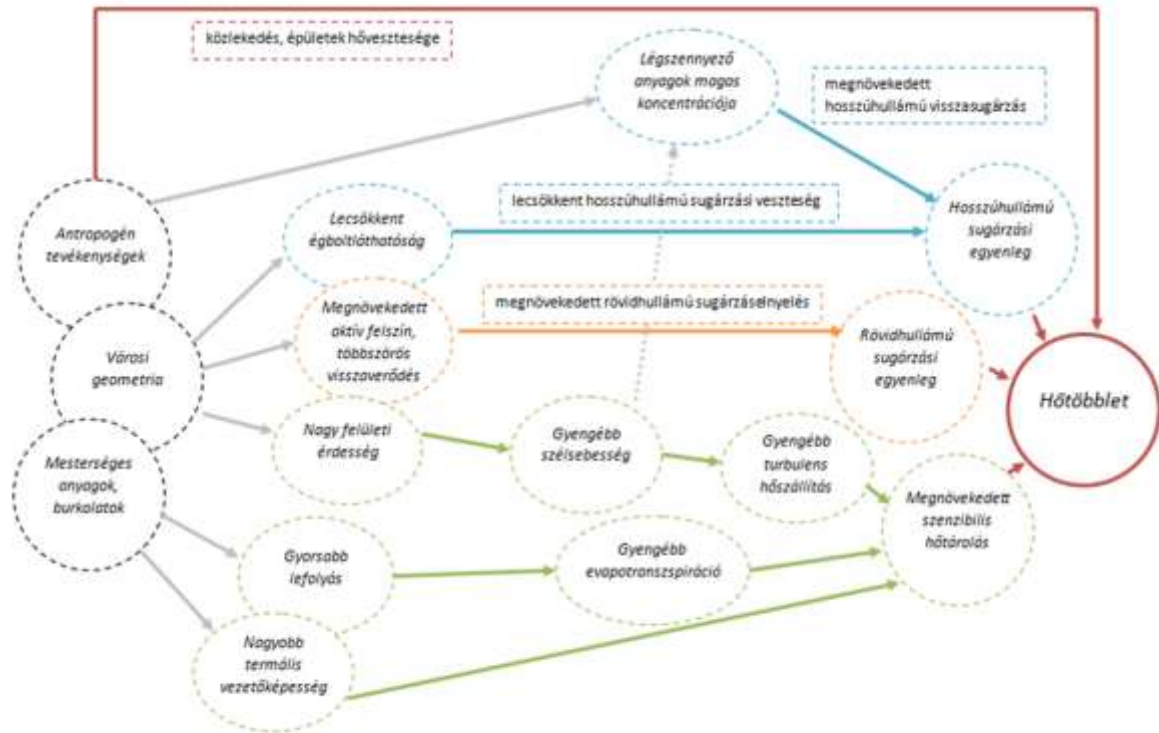 közlekedés, épületek hővesztesége
Légszennyező
anyagok magas
koncentrációja
megnövekedett
hosszúhullámú visszasugárzás
Antropogén
tevékenységek
Lecsökkent
égboltláthatóság
lecsökkent hosszúhullámú sugárzási veszteség
Hosszúhullámú
sugárzási
egyenleg
Megnövekedett
aktív felszín,
többszörös
visszaverődés
megnövekedett rövidhullámú sugárzáselnyelés
Városi
geometria
Rövidhullámú
sugárzási
egyenleg
Hőtöbblet
Nagy felületi
érdesség
Gyengébb
szélsebesség
Gyengébb
turbulens
hőszállítás
Mesterséges
anyagok,
burkolatok
Megnövekedett
szenzibilis
hőtárolás
Gyorsabb
lefolyás
Gyengébb
evapotranszspiráció
Nagyobb
termális
vezetőképesség